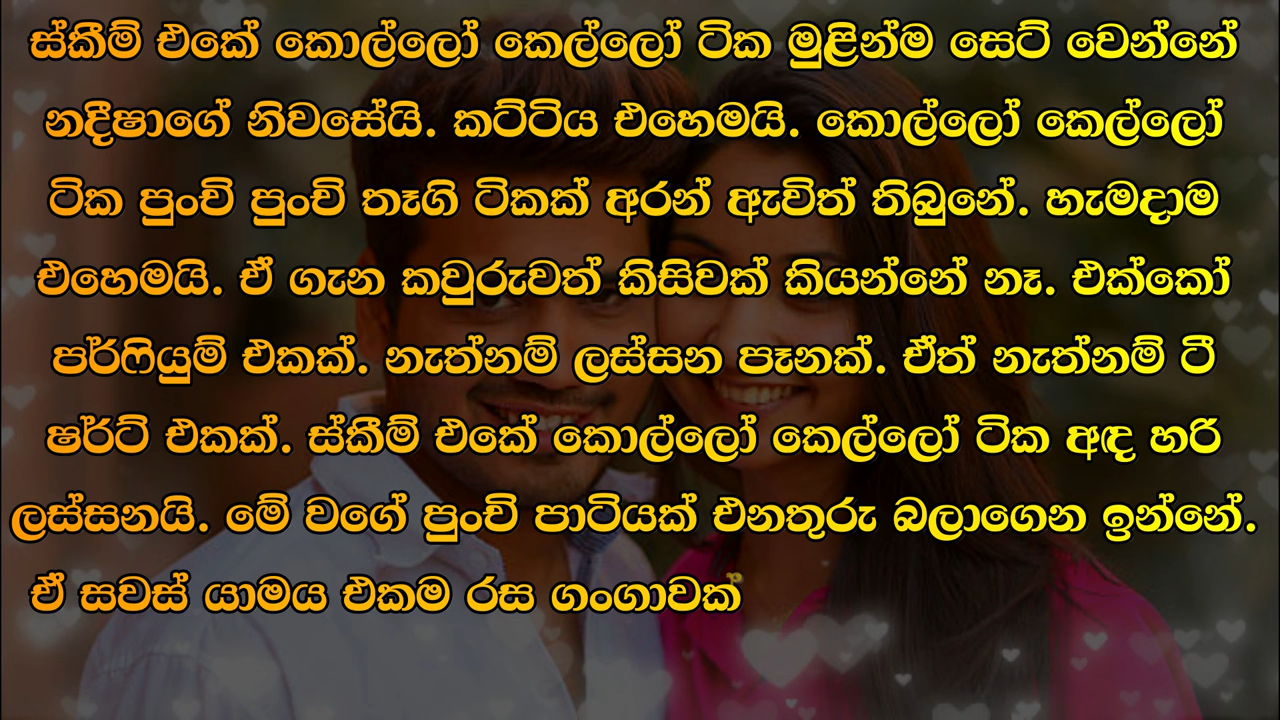 ස්කීම් එකේ කොල්ලෝ කෙල්ලෝ ටික මුළින්ම සෙට් වෙන්නේ
නදීෂාගේ නිවසේයි. කට්ටිය එහෙමයි. කොල්ලෝ කෙල්ලෝ
ටික පුංචි පුංචි තෑගි ටිකක් අරන් ඇවිත් තිබුනේ. හැමදාම
එහෙමයි. ඒ ගැන කවුරුවත් කිසිවක් කියන්නේ නෑ. එක්කෝ
පර්ෆියුම් එකක්. නැත්නම් ලස්සන පෑනක්. ඒත් නැත්නම් ටී
ෂර්ට් එකක්. ස්කීම් එකේ කොල්ලෝ කෙල්ලෝ ටික අඳ හරි
ලස්සනයි. මේ වගේ පුංචි පාටියක් එනතුරු බලාගෙන ඉන්නේ.
ඒ සවස් යාමය එකම රස ගංගාවක්